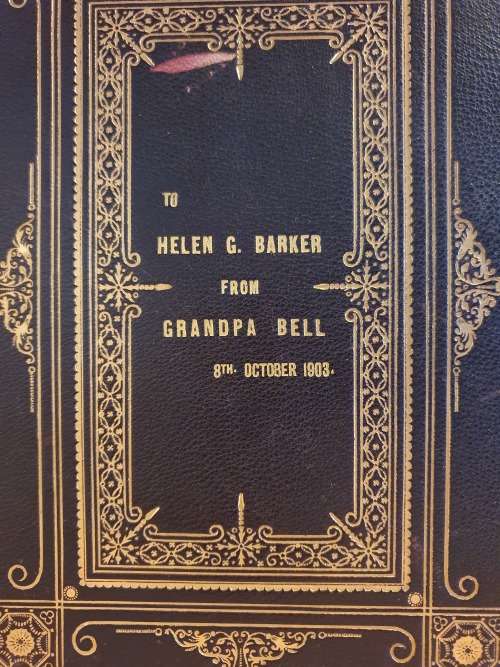 TO
HELEN G. BARKER
FROM
GRANDPA BELL
8TH. OCTOBER 1903.